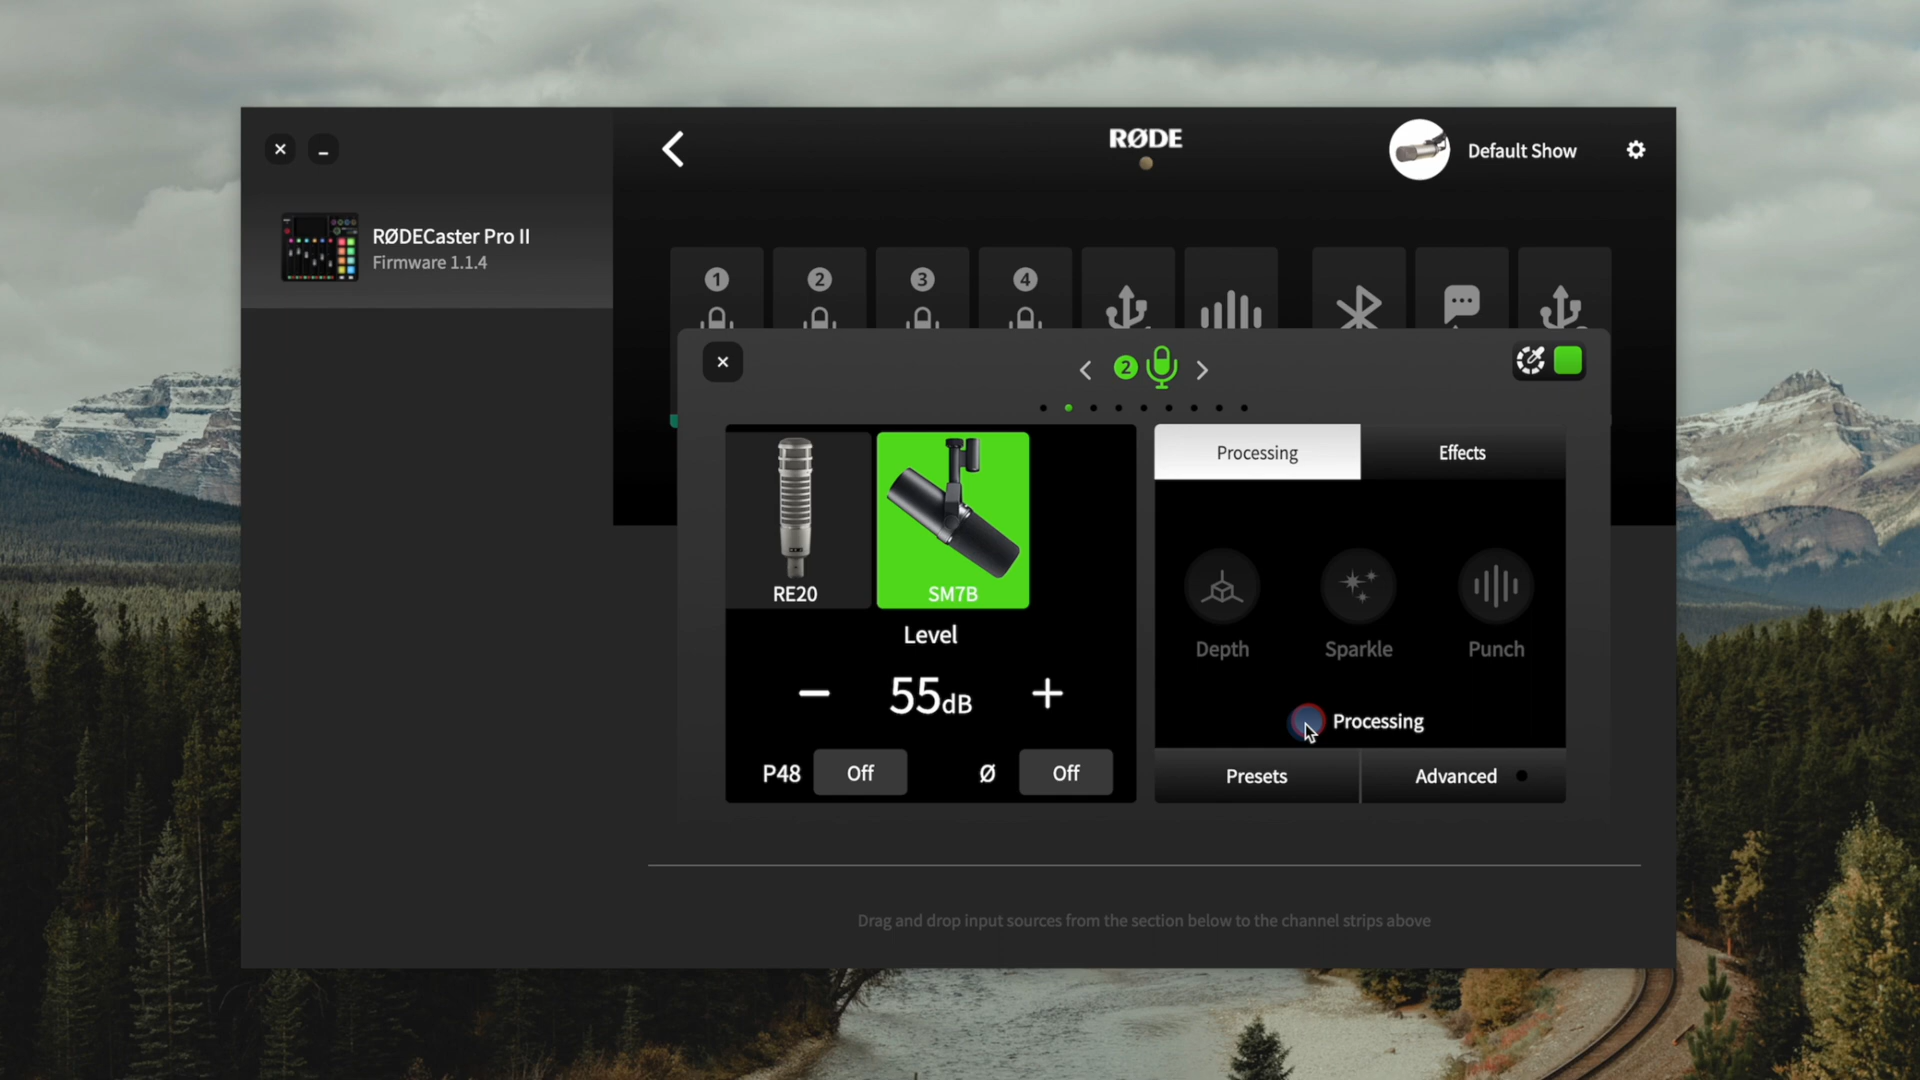 RØDE
Default Show
RØDECaster Pro II
Firmware 1.1.4
1
2
3
4
2
RE20
SM7B
Level
55dB
P48
Off
Ø
Off
Processing
Effects
Depth
Sparkle
Punch
Processing
Presets
Advanced
Drag and drop input sources from the section below to the channel strips above